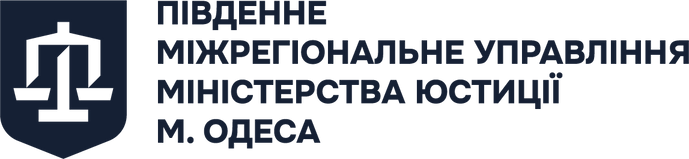 ПІВДЕННЕ
МІЖРЕГІОНАЛЬНЕ УПРАВЛІННЯ
МІНІСТЕРСТВА ЮСТИЦІЇ
М. ОДЕСА